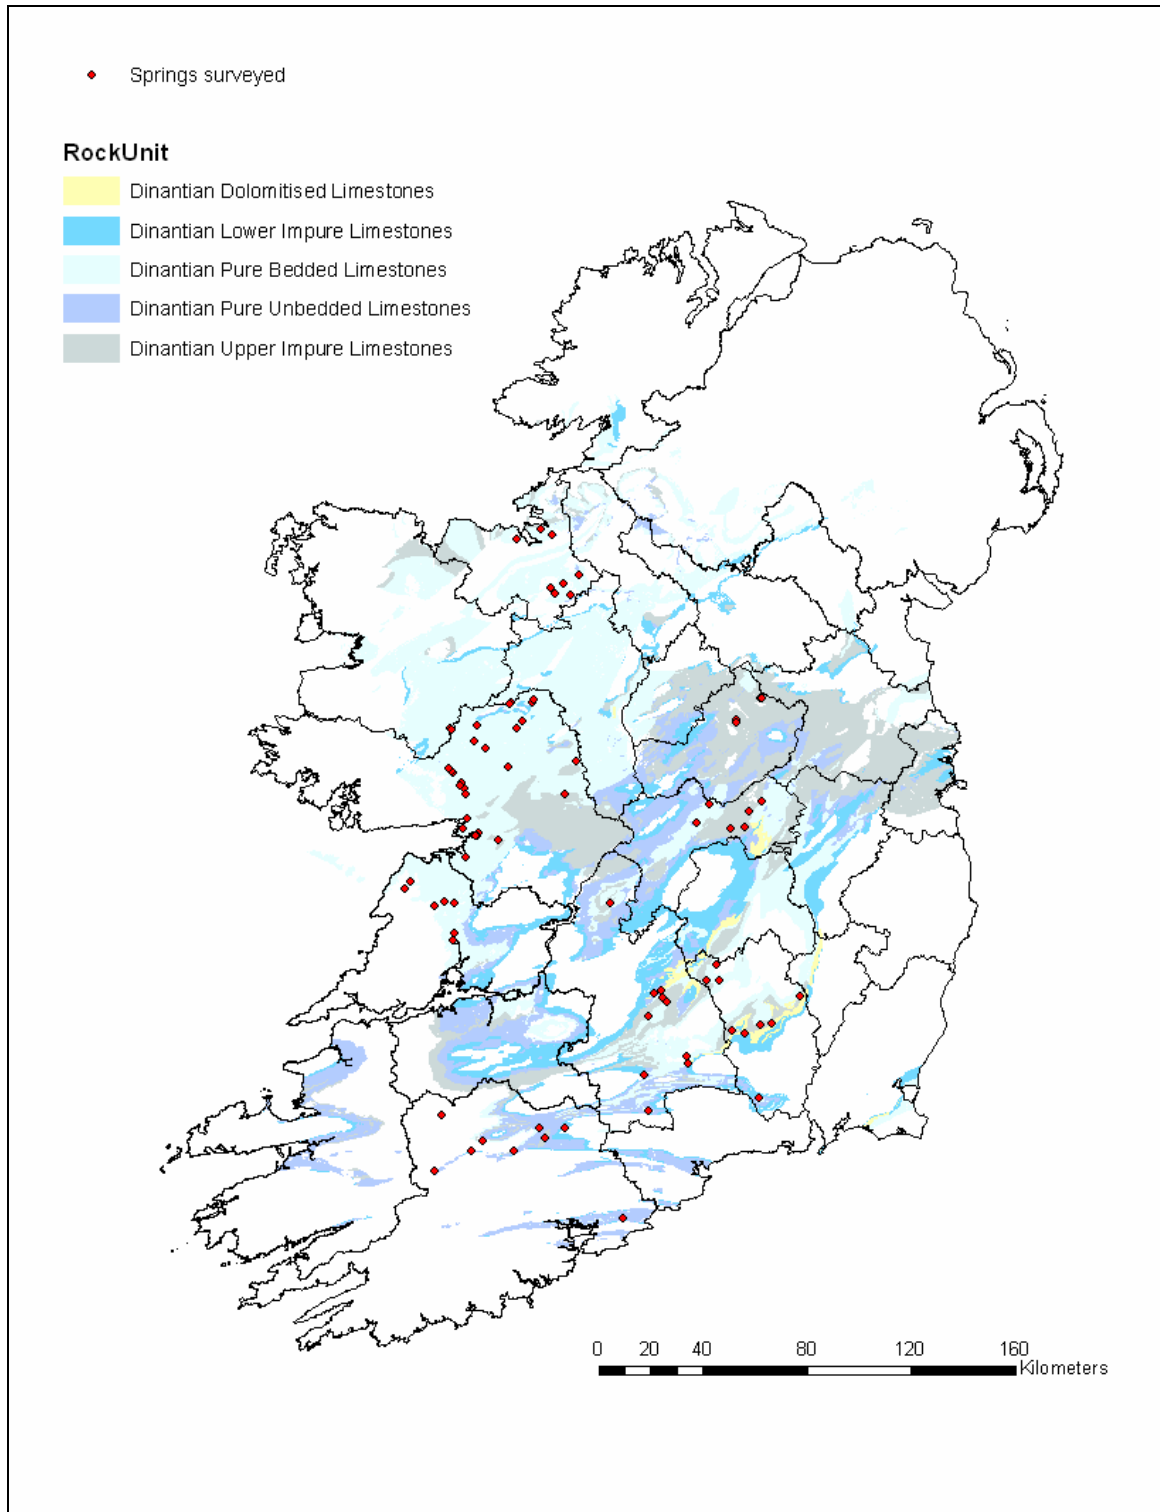 Springs surveyed
RockUnit
Dinantian Dolomitised Limestones
Dinantian Lower Impure Limestones
Dinantian Pure Bedded Limestones
Dinantian Pure Unbedded Limestones
Dinantian Upper Impure Limestones
0 20 40 80 120 160
Kilometers